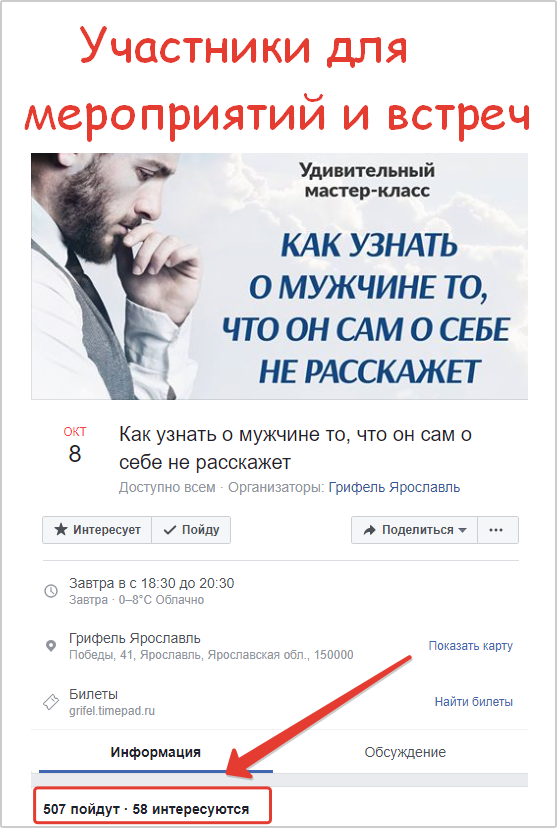 Участники для
мероприятий и встреч
Удивительный
мастер-класс
КАК УЗНАТЬ
О МУЖЧИНЕ ТО,
ЧТО ОН САМ О СЕБЕ
НЕ РАССКАЖЕТ
ОКТ
8
Как узнать о мужчине то, что он сам о
себе не расскажет
Доступно всем · Организаторы: Грифель Ярославль
Интересует Пойду Поделиться
Завтра в с 18:30 до 20:30
Завтра · 0–8°C Облачно
Грифель Ярославль
Победы, 41, Ярославль, Ярославская обл., 150000
Показать карту
Билеты
grifel.timepad.ru
Найти билеты
Информация Обсуждение
507 пойдут · 58 интересуются